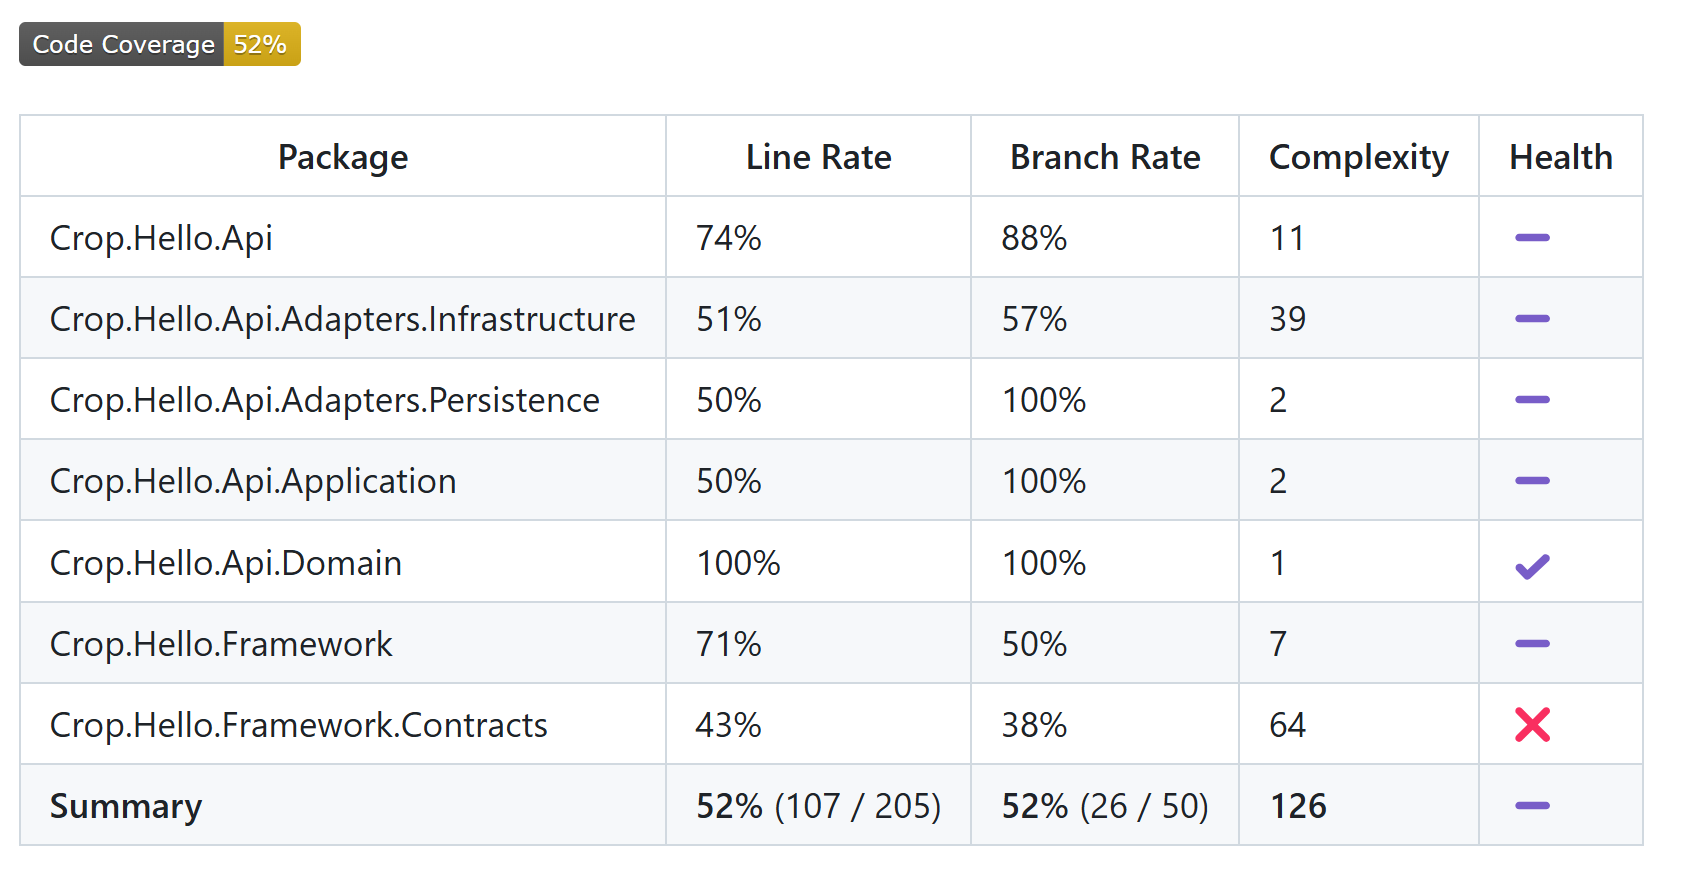 Code Coverage 52%
Package Line Rate Branch Rate Complexity Health
Crop.Hello.Api 74% 88% 11
Crop.Hello.Api.Adapters.Infrastructure 51% 57% 39
Crop.Hello.Api.Adapters.Persistence 50% 100% 2
Crop.Hello.Api.Application 50% 100% 2
Crop.Hello.Api.Domain 100% 100% 1
Crop.Hello.Framework 71% 50% 7
Crop.Hello.Framework.Contracts 43% 38% 64
Summary 52% (107 / 205) 52% (26 / 50) 126